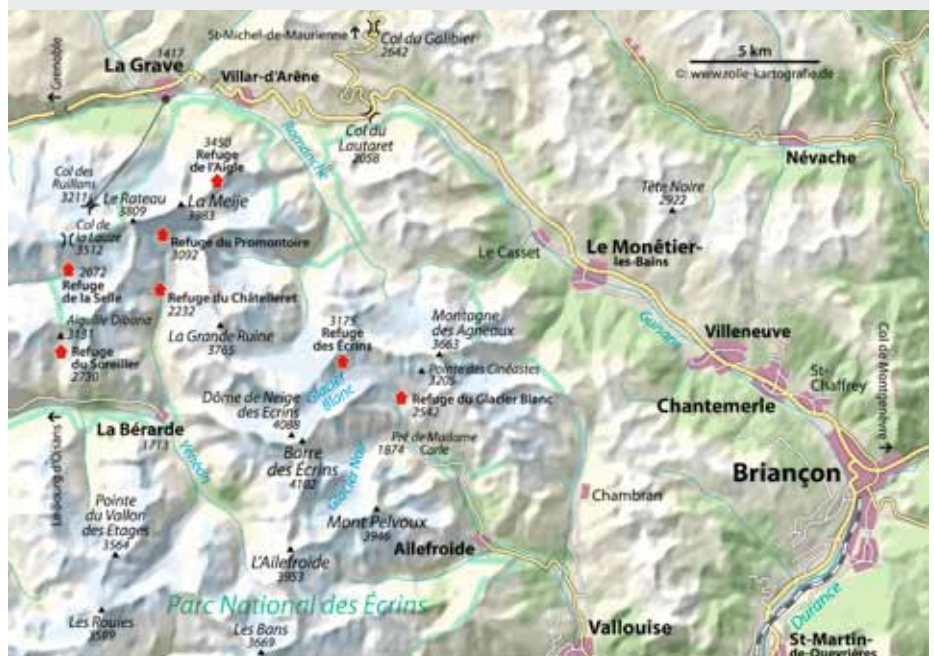 St-Michel-de-Maurienne
Col du Galibier
2642
5 km
©: www.rolle-kartografie.de
Grenoble
1417
La Grave
Villar-d'Arêne
Romanche
Col du
Lautaret
2058
Névache
3450
Refuge
de l'Aigle
Col des
Ruillans
3211
Le Rateau
3809
La Meije
3983
Tête Noire
2922
Col de
la Lauze
3512
Refuge du Promontoire
3092
Le Casset
Le Monêtier-
les-Bains
2672
Refuge
de la Selle
Refuge du Châtelleret
2232
Aiguille Dibona
3131
Refuge
du Soreiller
2730
La Grande Ruine
3765
3175
Refuge
des Écrins
Montagne
des Agneaux
3663
Guisane
Villeneuve
Col de Montgenèvre
St-
Chaffrey
Pointe des Cinéastes
3205
Glacier
Blanc
Refuge du Glacier Blanc
2542
Chantemerle
Dôme de Neige
des Écrins
4088
Le Bourg d'Oisans
La Bérarde
1713
Vénéon
Barre
des Écrins
4102
Glacier Noir
1874
Pré de Madame
Carle
Briançon
Chambran
Pointe
du Vallon
des Etages
3564
Mont Pelvoux
3946
Ailefroide
L'Ailefroide
3953
Parc National des Écrins
Les Rouies
3589
Les Bans
3669
Vallouise
Durance
St-Martin-
de-Queyrières